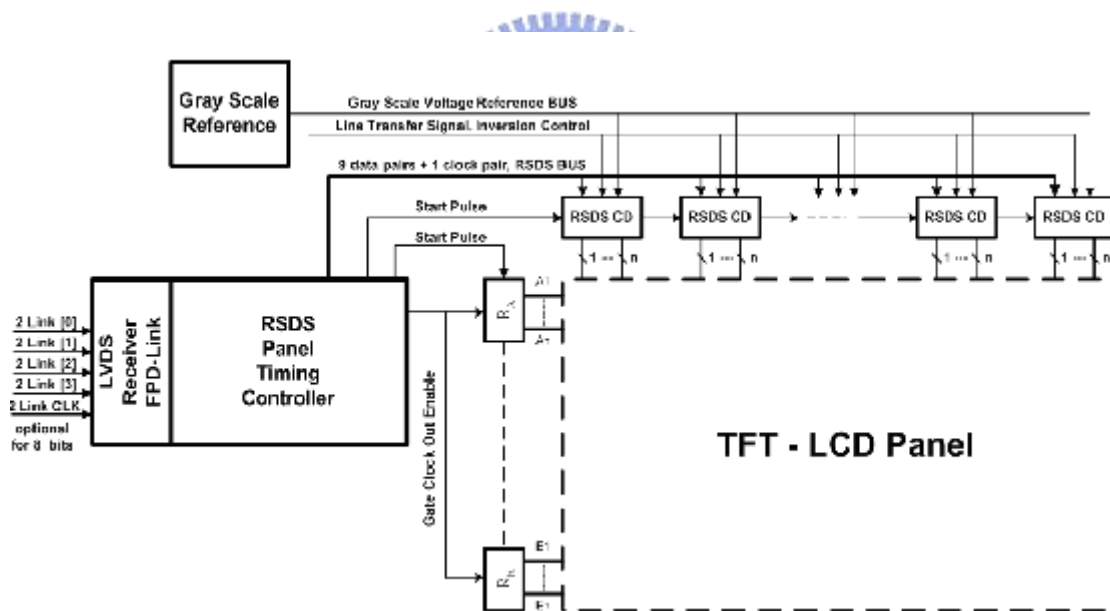 Gray Scale
Reference
Gray Scale Voltage Reference BUS
Line Transfer Signal, Inversion Control
9 data pairs + 1 clock pair, RSDS BUS
Start Pulse
Start Pulse
RSDS CD
RSDS CD
RSDS CD
RSDS CD
1 ---- n
1 ---- n
1 ---- n
1 ---- n
2 Link [0]
2 Link [1]
2 Link [2]
2 Link [3]
2 Link CLK
optional
for 8 bits
LVDS
Receiver
FPD-Link
RSDS
Panel
Timing
Controller
Gate Clock Out Enable
A1
E1
TFT - LCD Panel